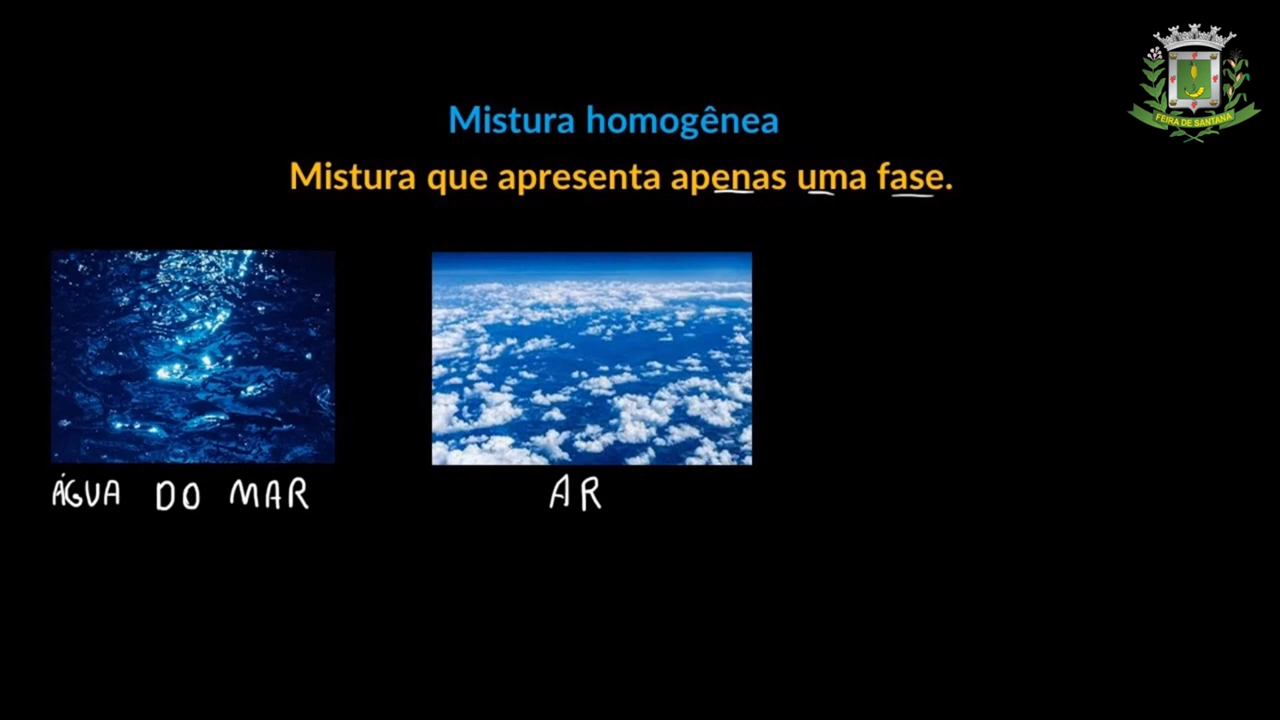 FEIRA DE SANTANA
Mistura homogênea
Mistura que apresenta apenas uma fase.
ÁGUA DO MAR
AR